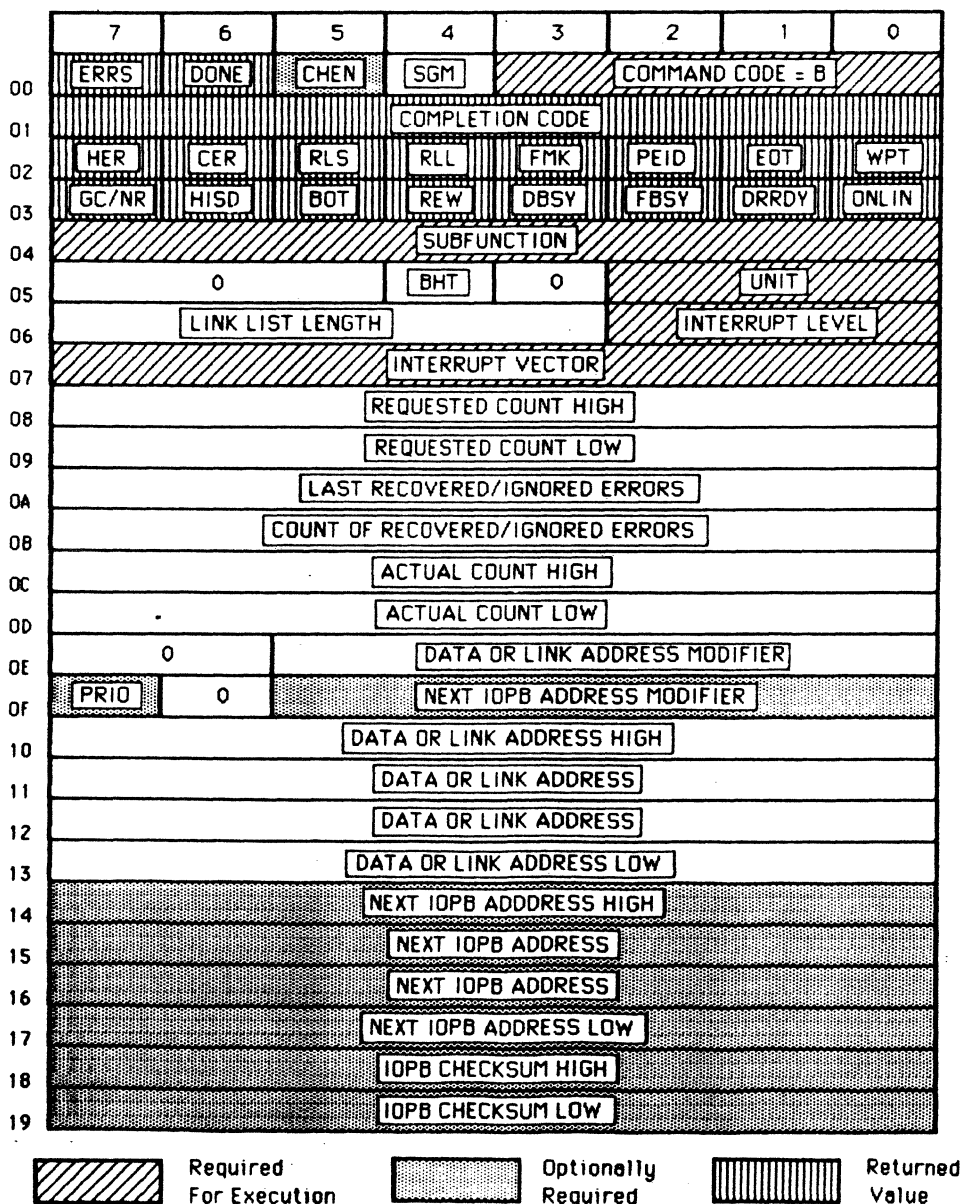 7 6 5 4 3 2 1 0
00 ERRS DONE CHEN SGM COMMAND CODE = B
01 COMPLETION CODE
02 HER CER RLS RLL FMK PEID EOT WPT
03 GC/NR HISD BOT REW DBSY FBSY DRRDY ONLIN
04 SUBFUNCTION
05 0 BHT 0 UNIT
06 LINK LIST LENGTH INTERRUPT LEVEL
07 INTERRUPT VECTOR
08 REQUESTED COUNT HIGH
09 REQUESTED COUNT LOW
0A LAST RECOVERED/IGNORED ERRORS
0B COUNT OF RECOVERED/IGNORED ERRORS
0C ACTUAL COUNT HIGH
0D ACTUAL COUNT LOW
0E 0 DATA OR LINK ADDRESS MODIFIER
0F PRIO 0 NEXT IOPB ADDRESS MODIFIER
10 DATA OR LINK ADDRESS HIGH
11 DATA OR LINK ADDRESS
12 DATA OR LINK ADDRESS
13 DATA OR LINK ADDRESS LOW
14 NEXT IOPB ADDDRESS HIGH
15 NEXT IOPB ADDRESS
16 NEXT IOPB ADDRESS
17 NEXT IOPB ADDRESS LOW
18 IOPB CHECKSUM HIGH
19 IOPB CHECKSUM LOW
Required For Execution
Optionally Required
Returned Value